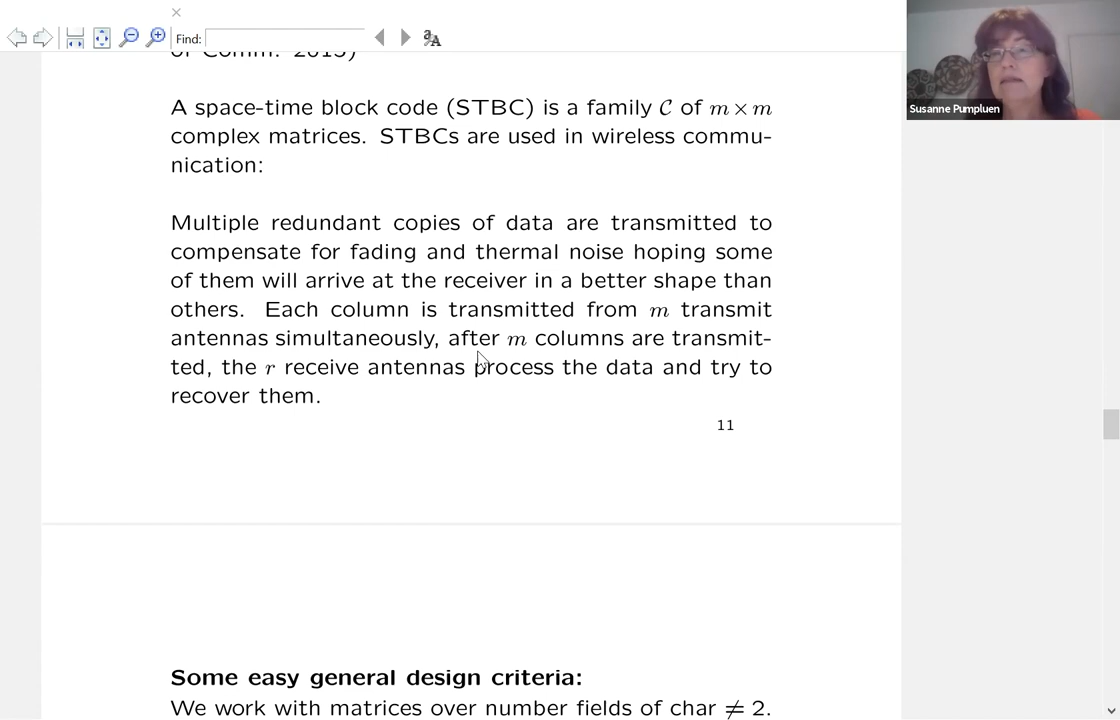 Find:
of Comm. 2015)
A space-time block code (STBC) is a family C of m × m
complex matrices. STBCs are used in wireless commu-
nication:
Multiple redundant copies of data are transmitted to
compensate for fading and thermal noise hoping some
of them will arrive at the receiver in a better shape than
others. Each column is transmitted from m transmit
antennas simultaneously, after m columns are transmit-
ted, the r receive antennas process the data and try to
recover them.
11
Some easy general design criteria:
We work with matrices over number fields of char ≠ 2.
Susanne Pumpluen